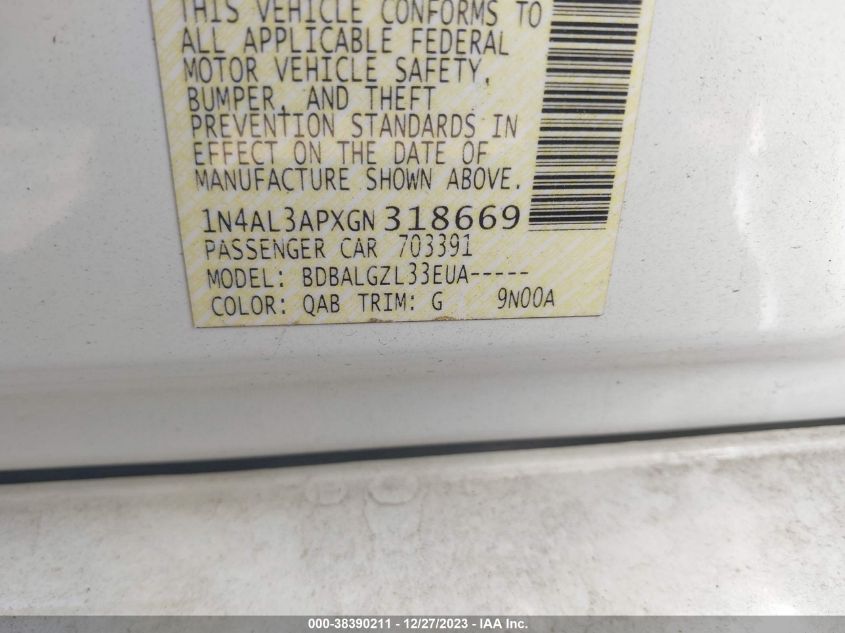 THIS VEHICLE CONFORMS TO
ALL APPLICABLE FEDERAL
MOTOR VEHICLE SAFETY,
BUMPER, AND THEFT
PREVENTION STANDARDS IN
EFFECT ON THE DATE OF
MANUFACTURE SHOWN ABOVE.
1N4AL3APXGN318669
PASSENGER CAR 703391
MODEL: BDBALGZL33EUA-----
COLOR: QAB TRIM: G 9N00A
000-38390211 - 12/27/2023 - IAA Inc.